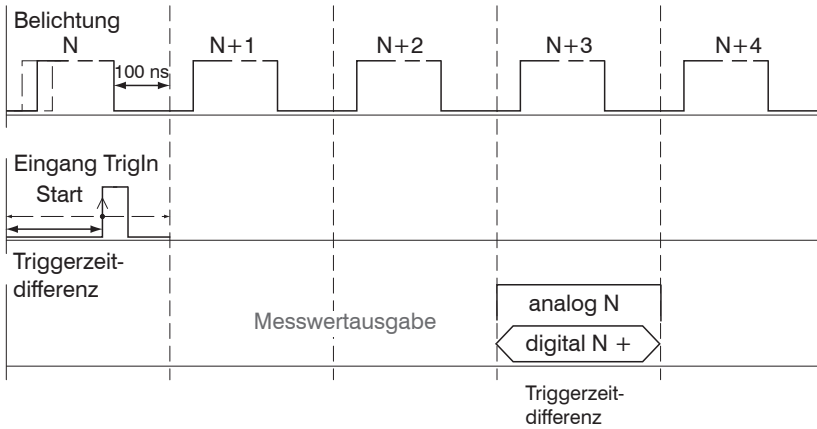 Belichtung
N N+1 N+2 N+3 N+4
100 ns
Eingang TrigIn
Start
Triggerzeit-
differenz
Messwertausgabe
analog N
digital N +
Triggerzeit-
differenz